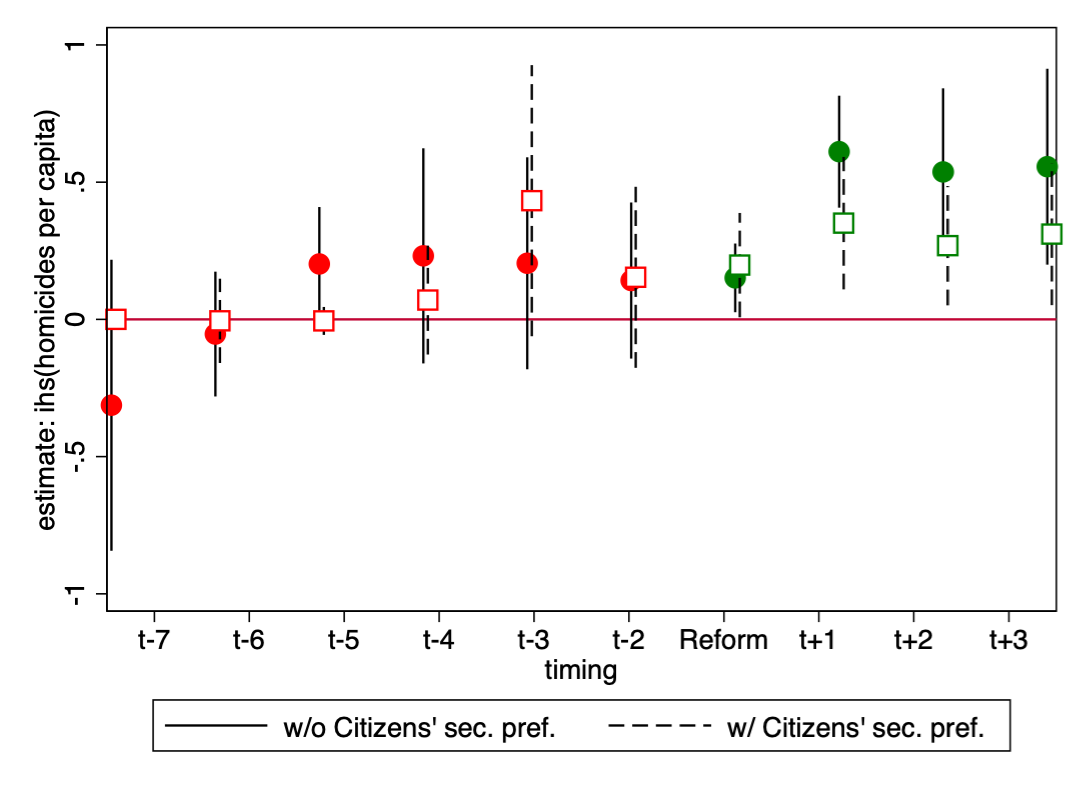 estimate: ihs(homicides per capita)
1
.5
0
-.5
-1
t-7 t-6 t-5 t-4 t-3 t-2 Reform t+1 t+2 t+3
timing
w/o Citizens' sec. pref. w/ Citizens' sec. pref.